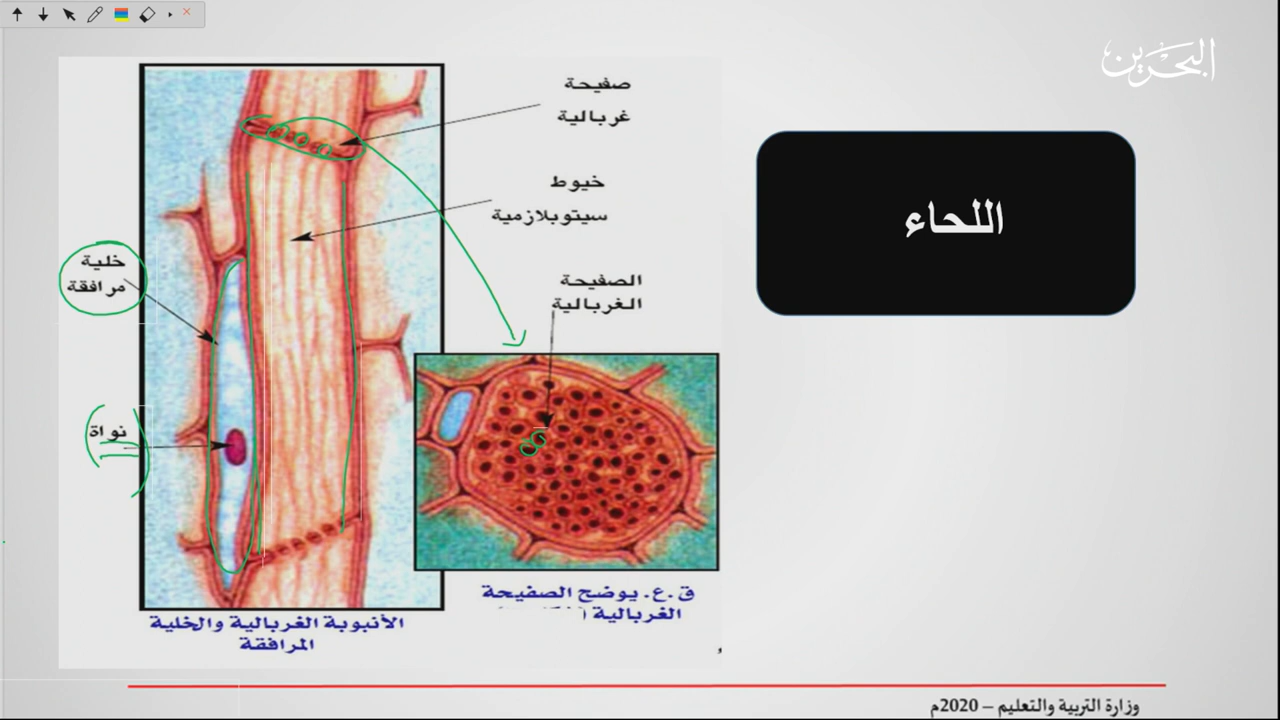 البحرين
اللحاء
صفيحة
غربالية
خيوط
سيتوبلازمية
الصفيحة
الغربالية
خلية
مرافقة
نواة
ق.ع. يوضح الصفيحة
الغربالية (
الأنبوبة الغربالية والخلية
المرافقة
وزارة التربية والتعليم – 2020م